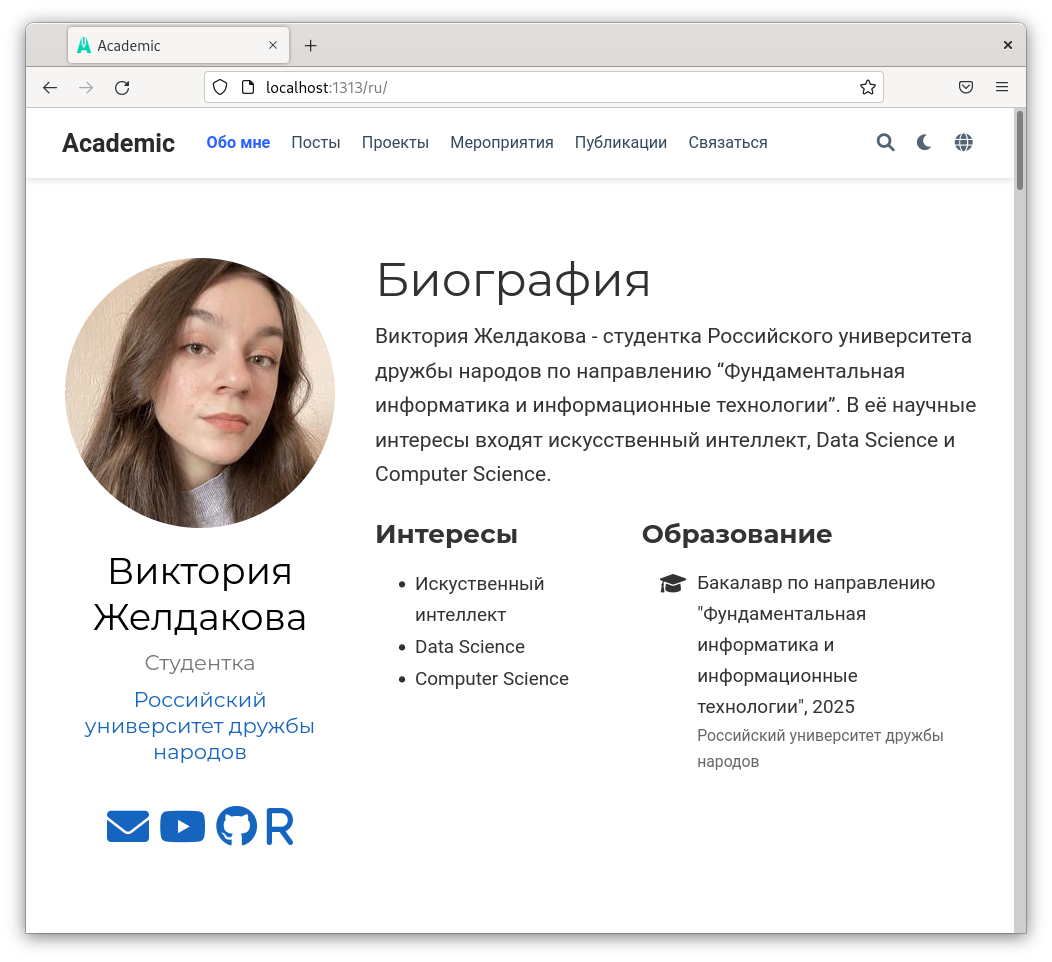 Academic
localhost:1313/ru/
Academic Обо мне Посты Проекты Мероприятия Публикации Связаться
Биография
Виктория Желдакова - студентка Российского университета
дружбы народов по направлению “Фундаментальная
информатика и информационные технологии”. В её научные
интересы входят искусственный интеллект, Data Science и
Computer Science.
Виктория
Желдакова
Студентка
Российский
университет дружбы
народов
R
Интересы
Искуственный
интеллект
Data Science
Computer Science
Образование
Бакалавр по направлению
"Фундаментальная
информатика и
информационные
технологии", 2025
Российский университет дружбы
народов